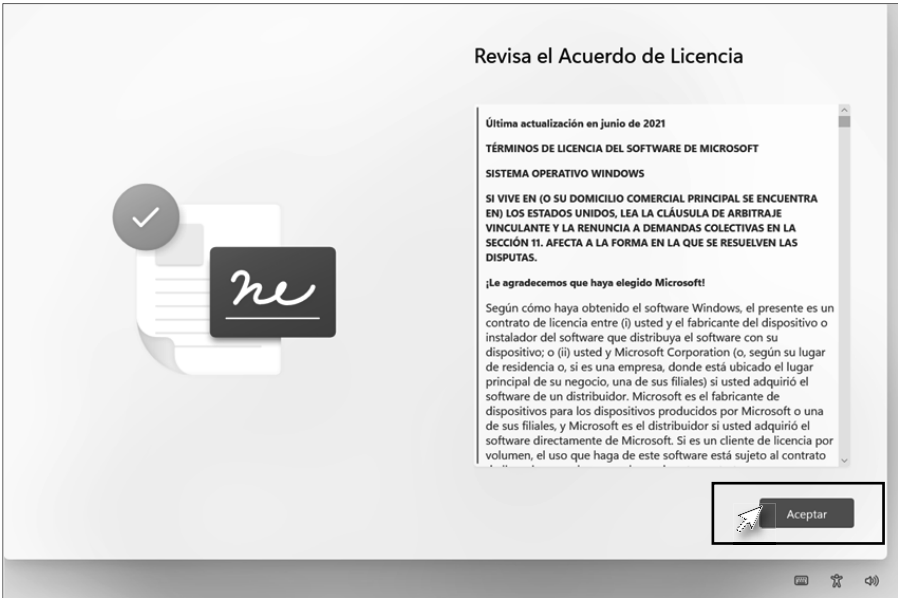 Revisa el Acuerdo de Licencia
Última actualización en junio de 2021
TÉRMINOS DE LICENCIA DEL SOFTWARE DE MICROSOFT
SISTEMA OPERATIVO WINDOWS
SI VIVE EN (O SU DOMICILIO COMERCIAL PRINCIPAL SE ENCUENTRA
EN) LOS ESTADOS UNIDOS, LEA LA CLÁUSULA DE ARBITRAJE
VINCULANTE Y LA RENUNCIA A DEMANDAS COLECTIVAS EN LA
SECCIÓN 11. AFECTA A LA FORMA EN LA QUE SE RESUELVEN LAS
DISPUTAS.
¡Le agradecemos que haya elegido Microsoft!
Según cómo haya obtenido el software Windows, el presente es un
contrato de licencia entre (i) usted y el fabricante del dispositivo o
instalador del software que distribuya el software con su
dispositivo; o (ii) usted y Microsoft Corporation (o, según su lugar
de residencia o, si es una empresa, donde está ubicado el lugar
principal de su negocio, una de sus filiales) si usted adquirió el
software de un distribuidor. Microsoft es el fabricante de
dispositivos para los dispositivos producidos por Microsoft o una
de sus filiales, y Microsoft es el distribuidor si usted adquirió el
software directamente de Microsoft. Si es un cliente de licencia por
volumen, el uso que haga de este software está sujeto al contrato
Aceptar